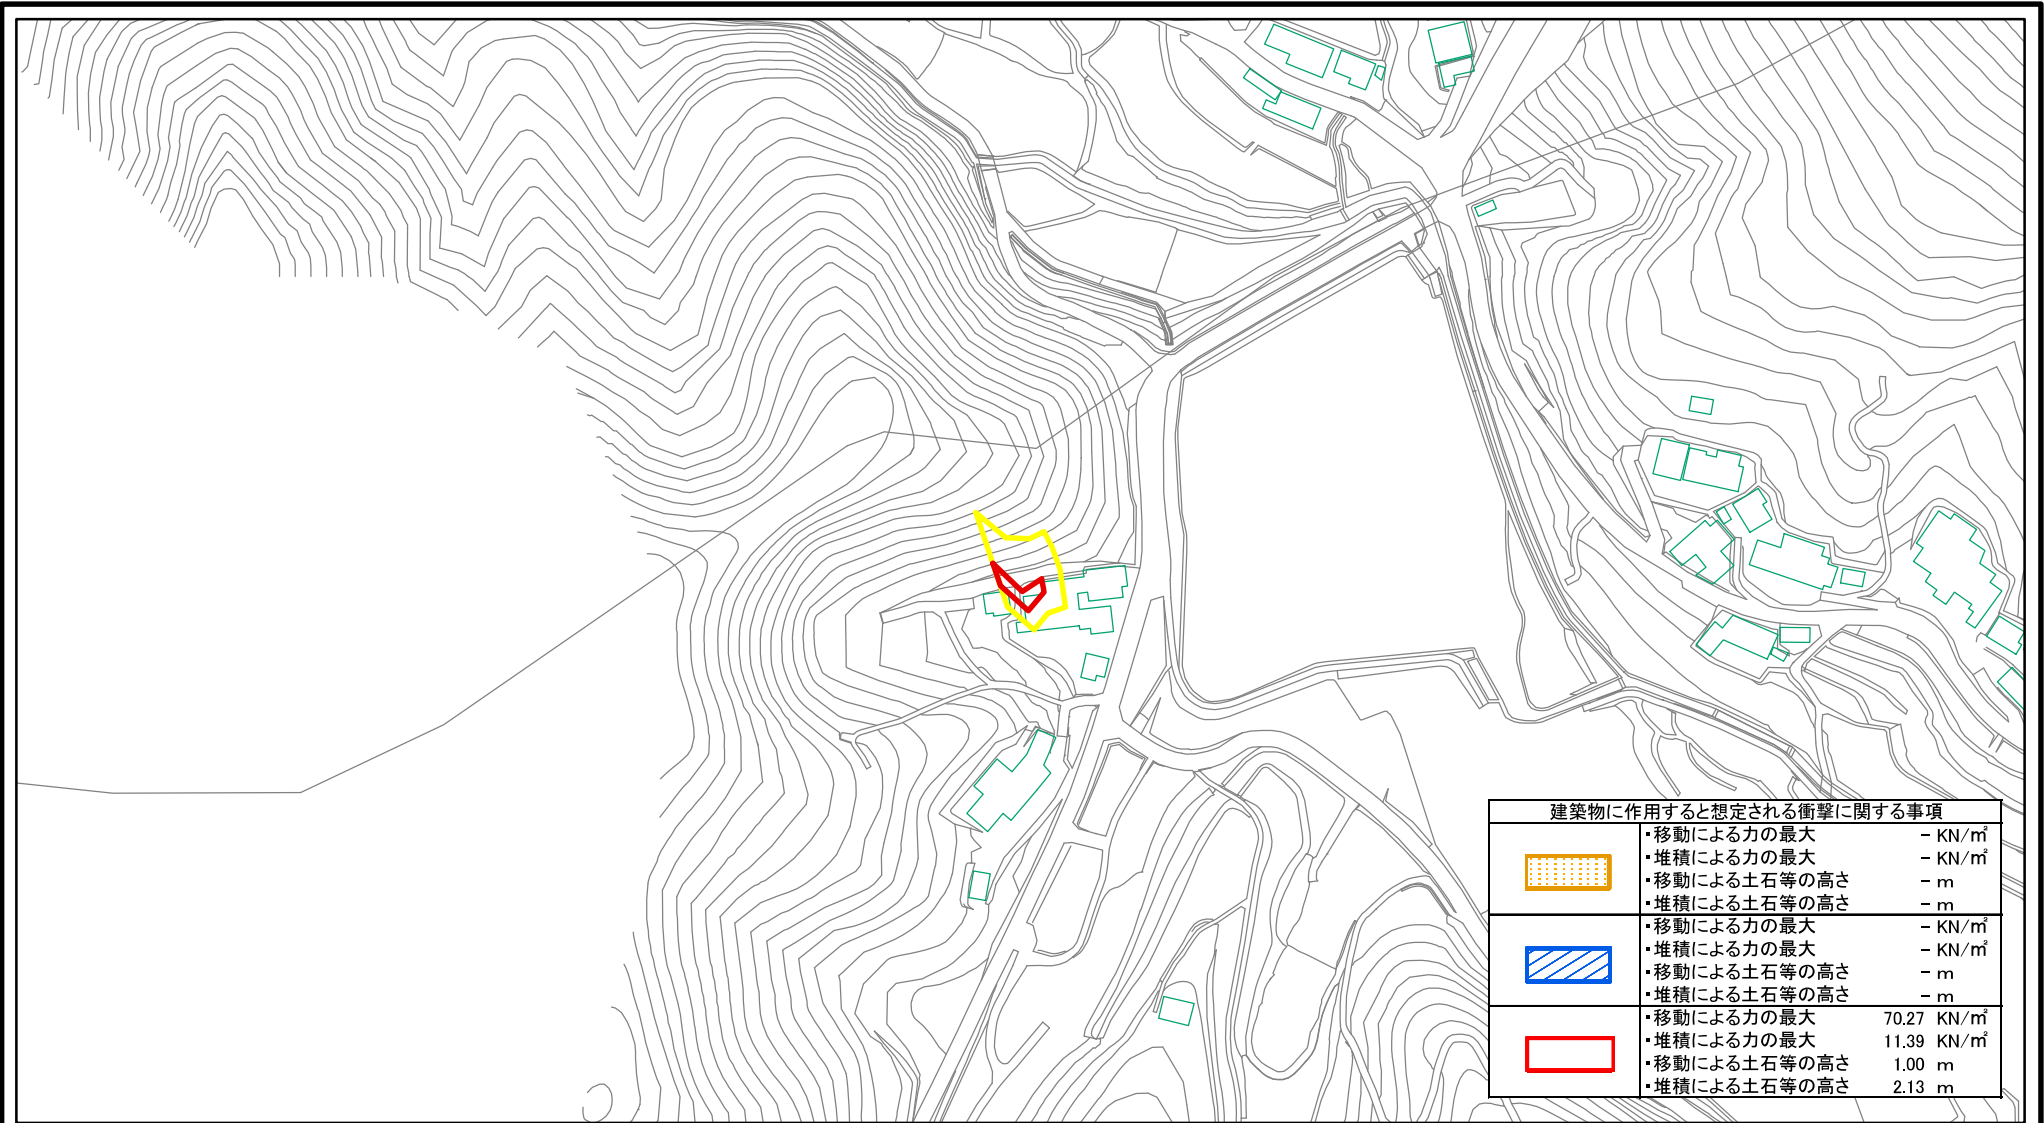 建築物に作用すると想定される衝撃に関する事項
・移動による力の最大 － KN/㎡
・堆積による力の最大 － KN/㎡
・移動による土石等の高さ － m
・堆積による土石等の高さ － m
・移動による力の最大 － KN/㎡
・堆積による力の最大 － KN/㎡
・移動による土石等の高さ － m
・堆積による土石等の高さ － m
・移動による力の最大 70.27 KN/㎡
・堆積による力の最大 11.39 KN/㎡
・移動による土石等の高さ 1.00 m
・堆積による土石等の高さ 2.13 m